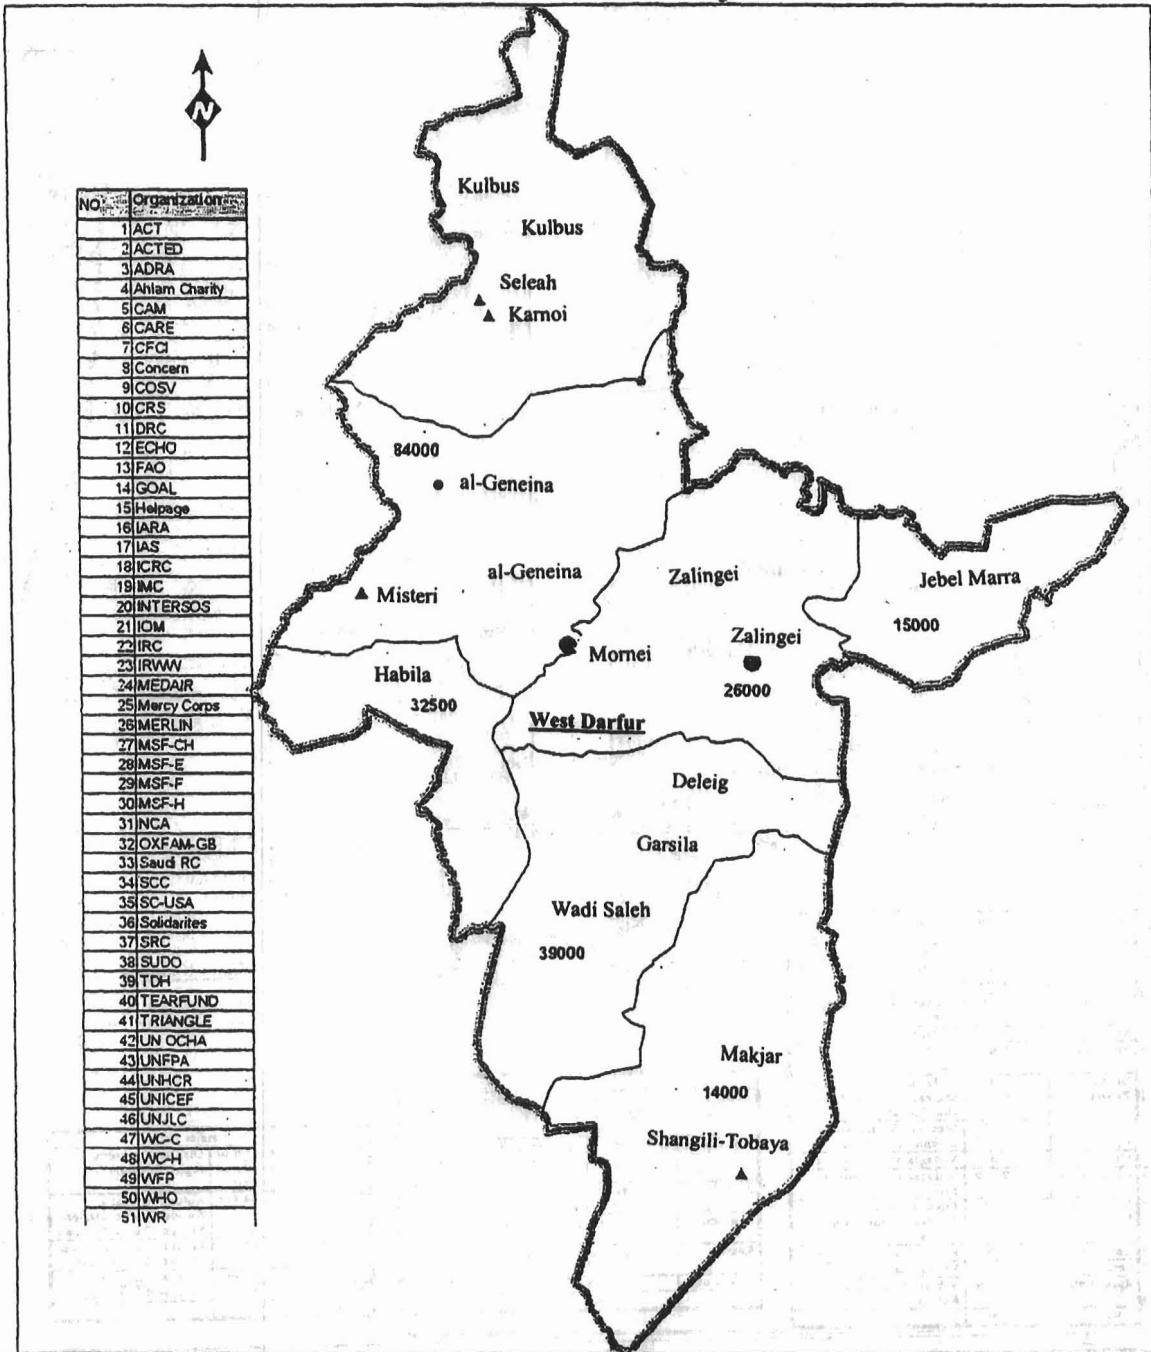 N
NO. Organization
1 ACT
2 ACTED
3 ADRA
4 Ahlam Charity
5 CAM
6 CARE
7 CFCI
8 Concern
9 COSV
10 CRS
11 DRC
12 ECHO
13 FAO
14 GOAL
15 Helpage
16 IARA
17 IAS
18 ICRC
19 IMC
20 INTERSOS
21 IOM
22 IRC
23 IRWW
24 MEDAIR
25 Mercy Corps
26 MERLIN
27 MSF-CH
28 MSF-E
29 MSF-F
30 MSF-H
31 NCA
32 OXFAM-GB
33 Saudi RC
34 SCC
35 SC-USA
36 Solidarites
37 SRC
38 SUDO
39 TDH
40 TEARFUND
41 TRIANGLE
42 UN OCHA
43 UNFPA
44 UNHCR
45 UNICEF
46 UNJLC
47 WC-C
48 WC-H
49 WFP
50 WHO
51 WR
Kulbus
Kulbus
Seleah
Karnoi
84000
al-Geneina
al-Geneina
Misteri
Mornei
Zalingei
Zalingei
26000
Jebel Marra
15000
Habila
32500
West Darfur
Deleig
Garsila
Wadi Saleh
39000
Makjar
14000
Shangili-Tobaya